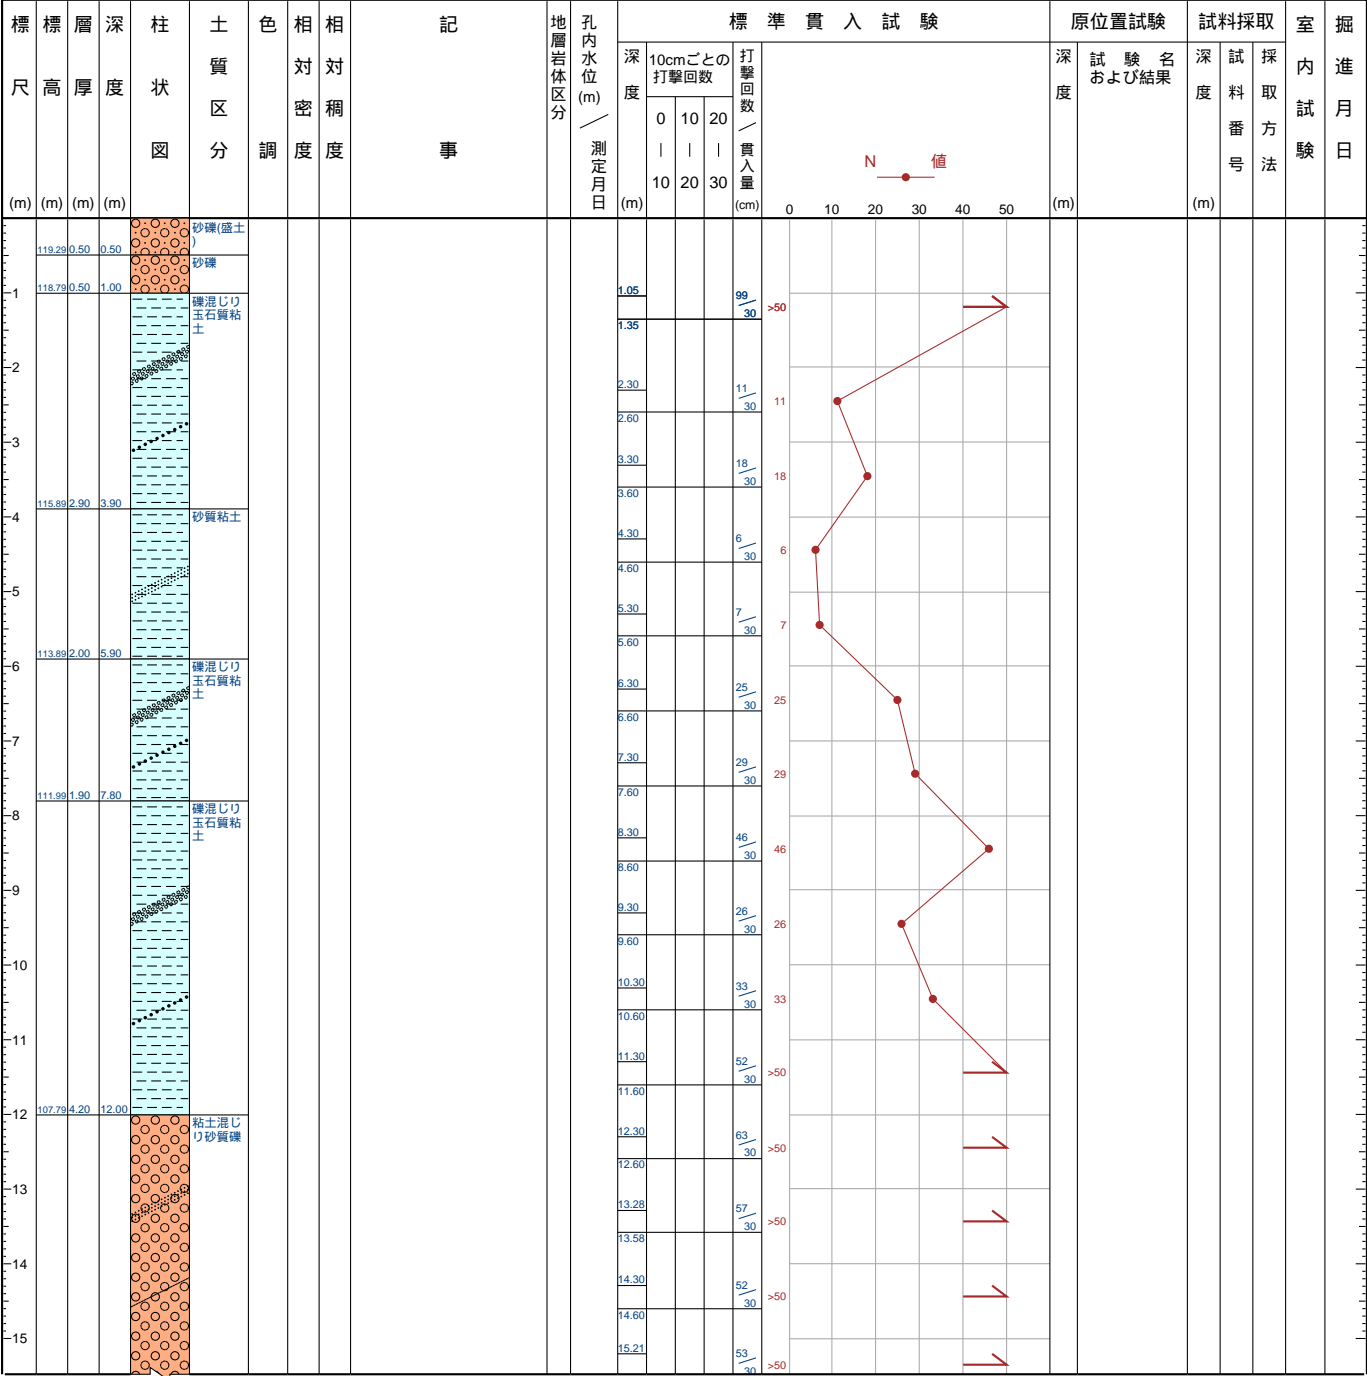 標尺 (m)
標高 (m)
層厚 (m)
深度 (m)
柱状図
土質区分
色調
相対密度
相対稠度
記事
地層岩体区分
孔内水位(m)／測定月日
標準貫入試験
深度 (m)
10cmごとの
打撃回数
0 10 20
| | |
10 20 30
打撃回数／貫入量 (cm)
N 値
0 10 20 30 40 50
原位置試験
深度 (m)
試験名
および結果
試料採取
深度 (m)
試料番号
採取方法
室内試験
掘進月日
119.29 0.50 0.50
砂礫(盛土
)
118.79 0.50 1.00
砂礫
1
礫混じり
玉石質粘
土
1.05
99/30
>50
1.35
2
2.30
11/30
11
2.60
3
3.30
18/30
18
3.60
115.89 2.90 3.90
4
砂質粘土
4.30
6/30
6
4.60
5
5.30
7/30
7
5.60
113.89 2.00 5.90
6
礫混じり
玉石質粘
土
6.30
25/30
25
6.60
7
7.30
29/30
29
7.60
111.99 1.90 7.80
8
礫混じり
玉石質粘
土
8.30
46/30
46
8.60
9
9.30
26/30
26
9.60
10
10.30
33/30
33
10.60
11
11.30
52/30
>50
11.60
107.79 4.20 12.00
12
粘土混じ
り砂質礫
12.30
63/30
>50
12.60
13
13.28
57/30
>50
13.58
14
14.30
52/30
>50
14.60
15
15.21
53/30
>50